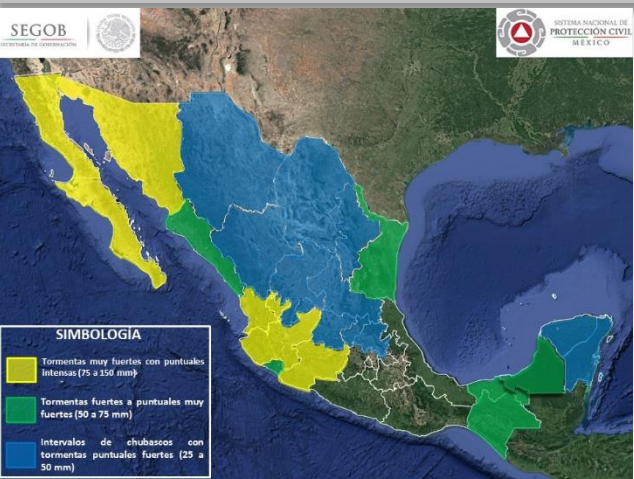 SEGOB
SECRETARÍA DE GOBERNACIÓN
SISTEMA NACIONAL DE
PROTECCIÓN CIVIL
MÉXICO
SIMBOLOGÍA
Tormentas muy fuertes con puntuales
intensas (75 a 150 mm)
Tormentas fuertes a puntuales muy
fuertes (50 a 75 mm)
Intervalos de chubascos con
tormentas puntuales fuertes (25 a
50 mm)